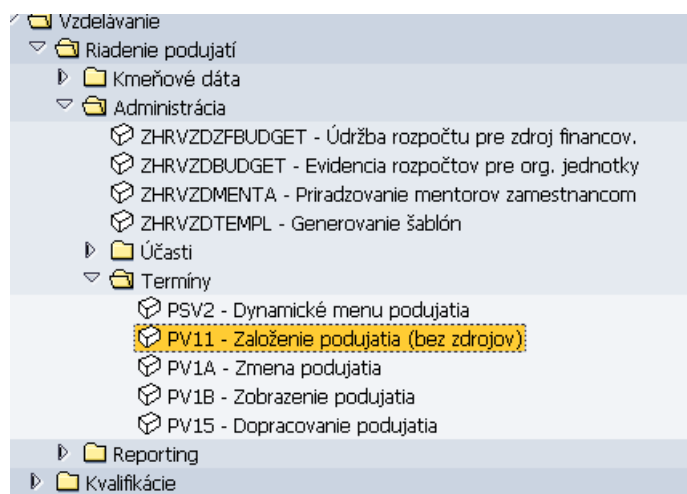 Vzdelávanie
Riadenie podujatí
Kmeňové dáta
Administrácia
ZHRVZDZFBUDGET - Údržba rozpočtu pre zdroj financov.
ZHRVZDBUDGET - Evidencia rozpočtov pre org. jednotky
ZHRVZDMENTA - Priradzovanie mentorov zamestnancom
ZHRVZDTEMPL - Generovanie šablón
Účasti
Termíny
PSV2 - Dynamické menu podujatia
PV11 - Založenie podujatia (bez zdrojov)
PV1A - Zmena podujatia
PV1B - Zobrazenie podujatia
PV15 - Dopracovanie podujatia
Reporting
Kvalifikácie